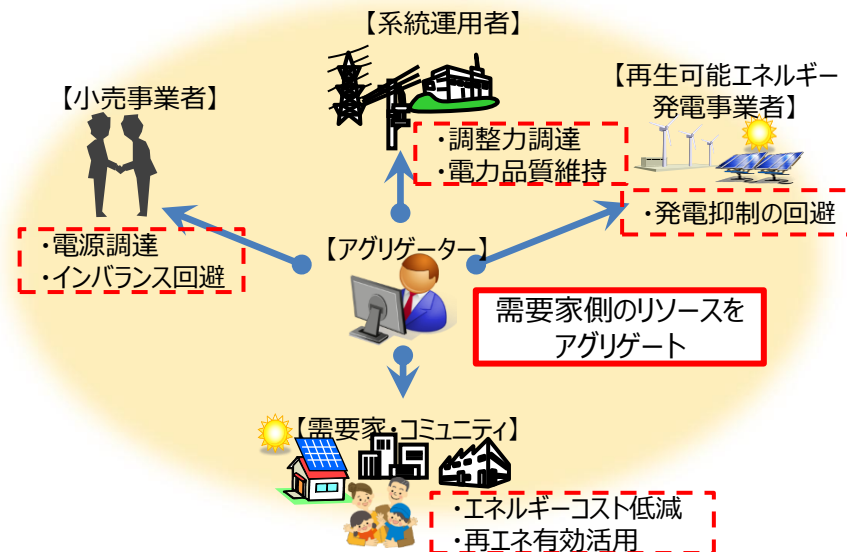 【系統運用者】
【小売事業者】
【再生可能エネルギー
発電事業者】
・調整力調達
・電力品質維持
・発電抑制の回避
・電源調達
・インバランス回避
【アグリゲーター】
需要家側のリソースを
アグリゲート
【需要家・コミュニティ】
・エネルギーコスト低減
・再エネ有効活用